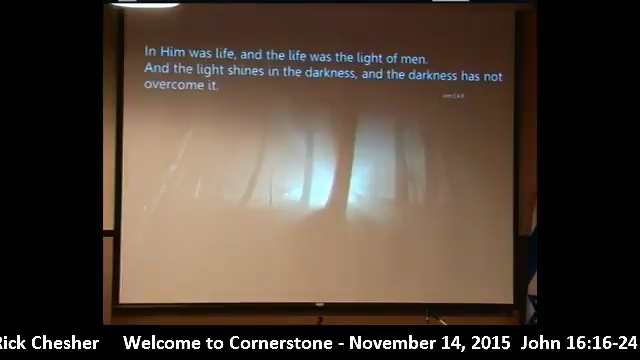 In Him was life, and the life was the light of men.
And the light shines in the darkness, and the darkness has not
overcome it.
Rick Chesher Welcome to Cornerstone - November 14, 2015 John 16:16-24